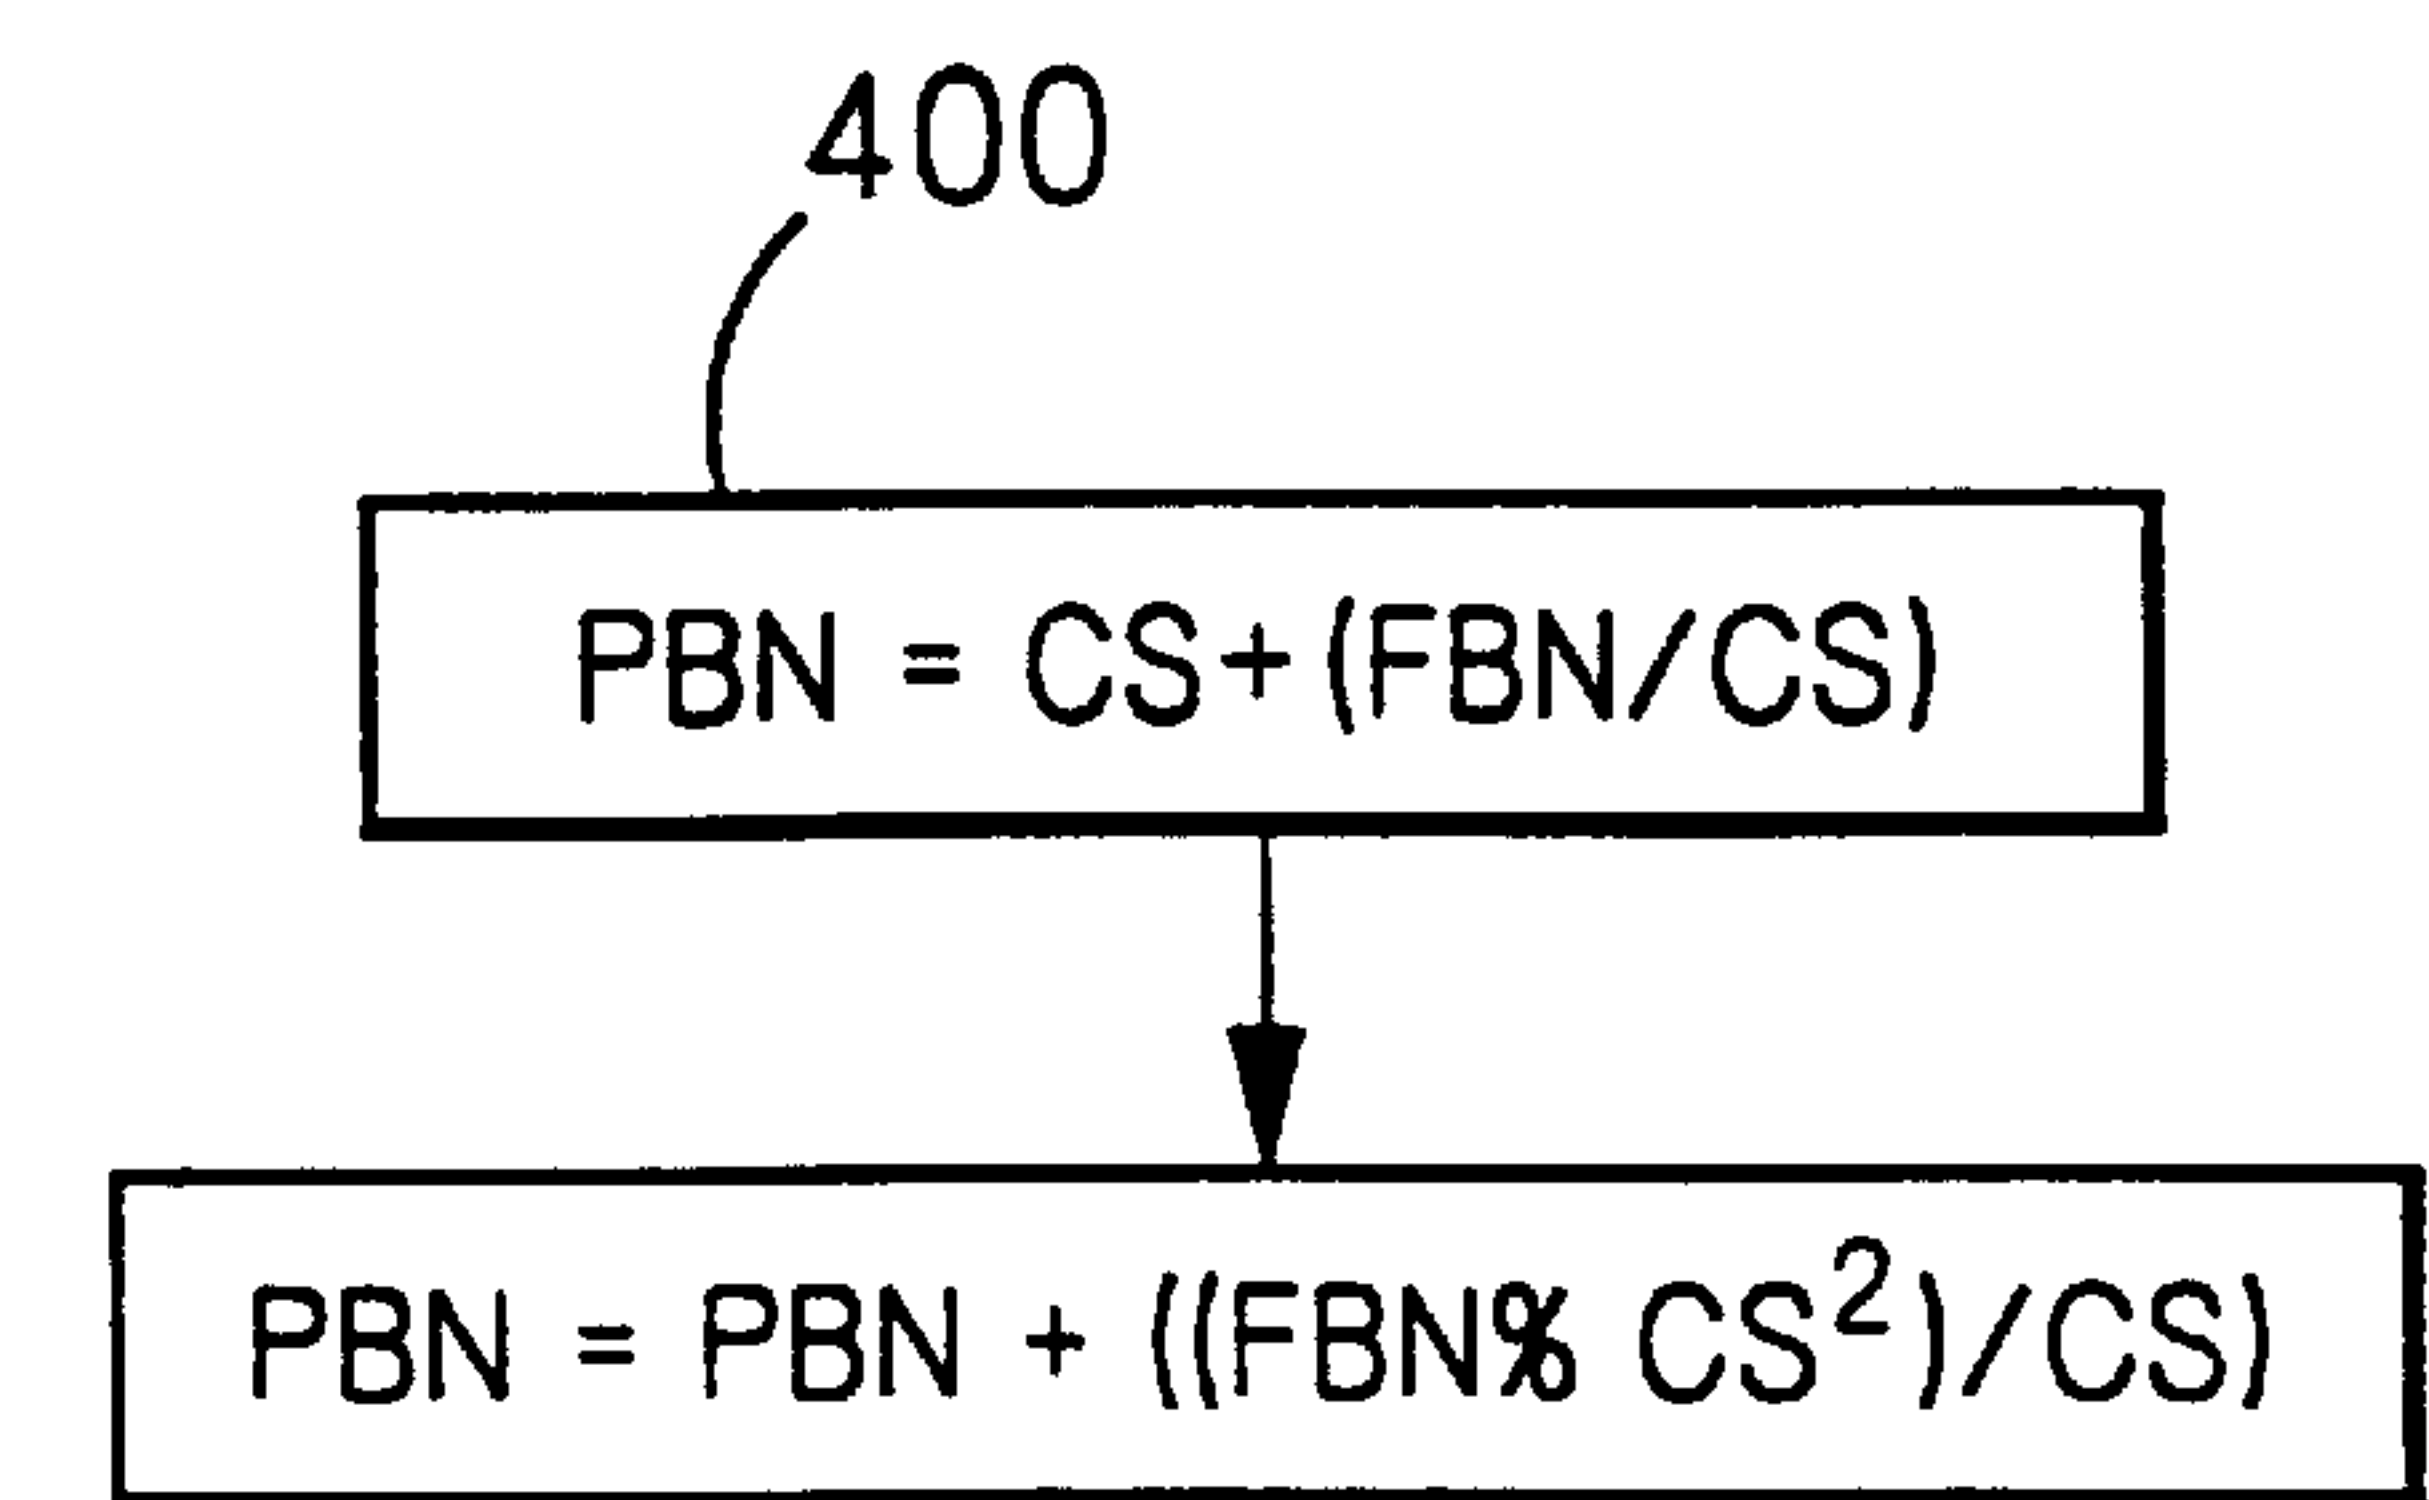 400
PBN = CS+(FBN/CS)
PBN = PBN + ((FBN% CS²)/CS)